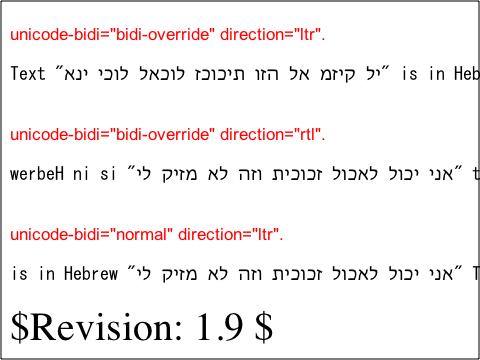 unicode-bidi="bidi-override" direction="ltr".
Text "יל קיזמ אל הזו תיכוכז לוכאל לוכי ינא" is in Heb
unicode-bidi="bidi-override" direction="rtl".
werbeH ni si "אני יכול לאכול זכוכית וזה לא מזיק לי" t
unicode-bidi="normal" direction="ltr".
is in Hebrew "אני יכול לאכול זכוכית וזה לא מזיק לי" T
$Revision: 1.9 $